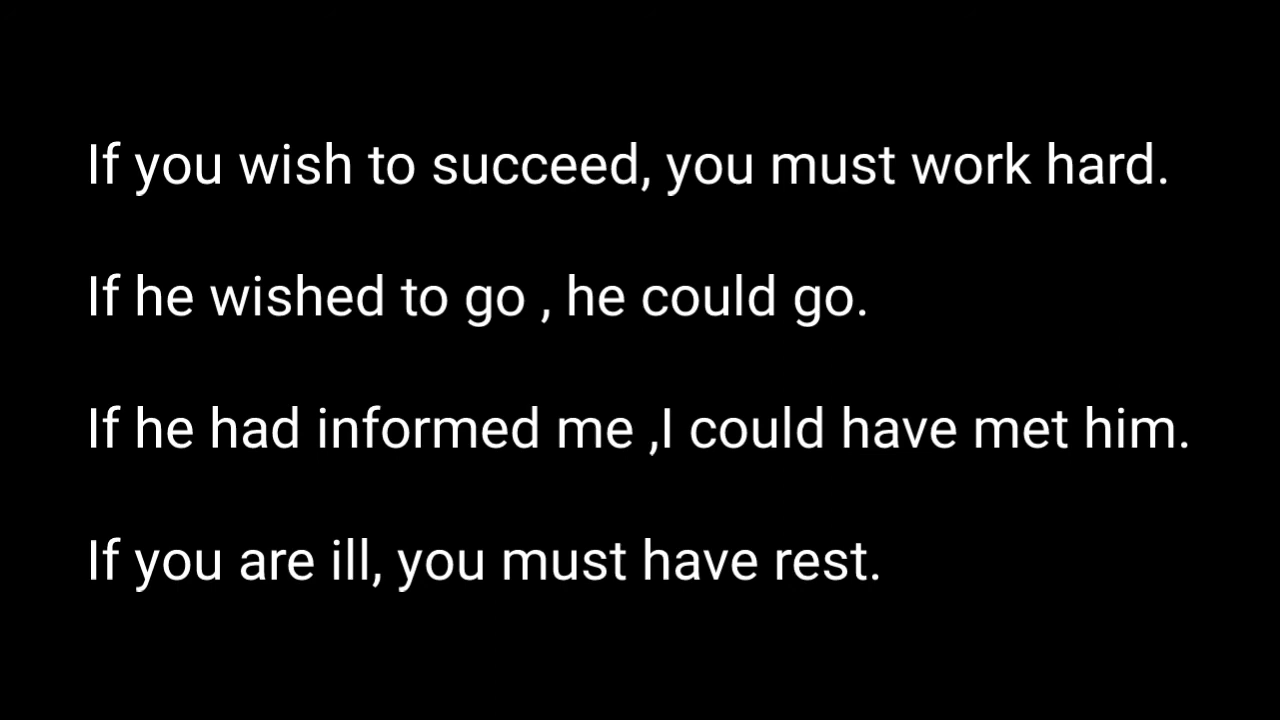 If you wish to succeed, you must work hard.
If he wished to go , he could go.
If he had informed me ,I could have met him.
If you are ill, you must have rest.